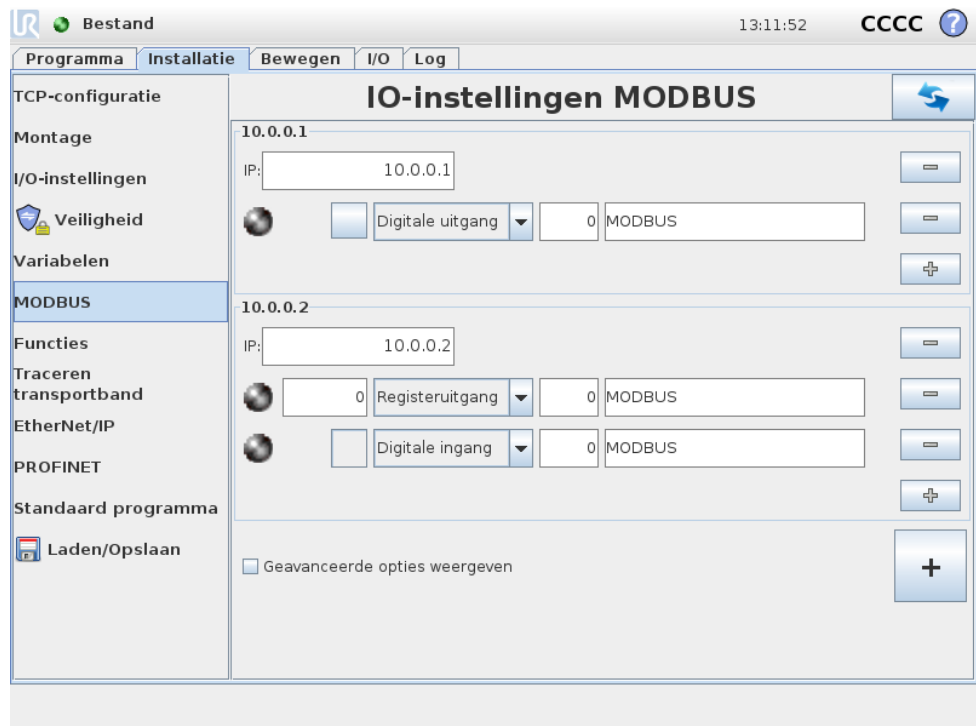 UR Bestand 13:11:52 CCCC ?
Programma Installatie Bewegen I/O Log
TCP-configuratie
Montage
I/O-instellingen
Veiligheid
Variabelen
MODBUS
Functies
Traceren
transportband
EtherNet/IP
PROFINET
Standaard programma
Laden/Opslaan
IO-instellingen MODBUS
10.0.0.1
IP: 10.0.0.1
Digitale uitgang 0 MODBUS
10.0.0.2
IP: 10.0.0.2
0 Registeruitgang 0 MODBUS
Digitale ingang 0 MODBUS
Geavanceerde opties weergeven
+